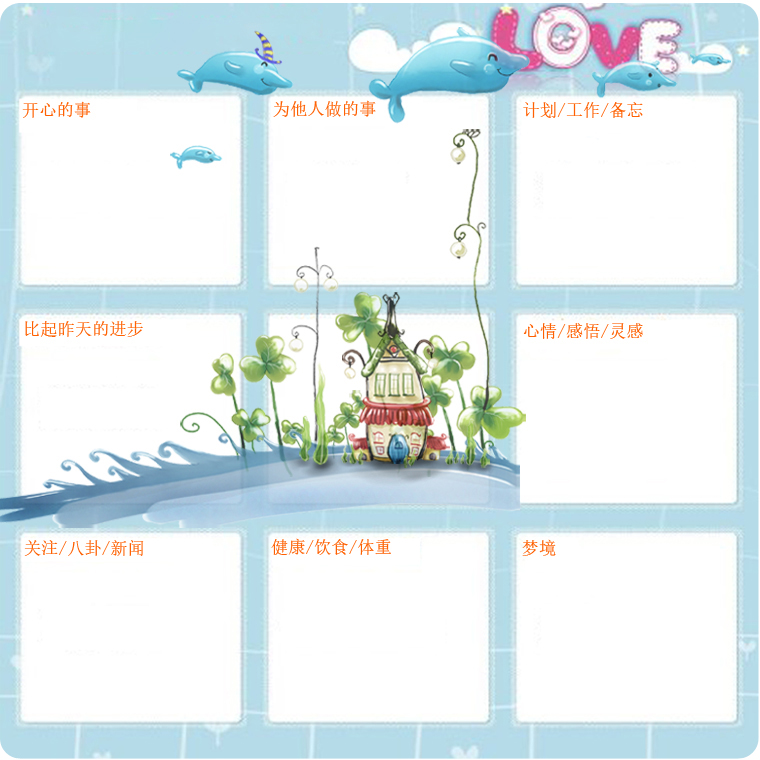 LOVE
开心的事
为他人做的事
计划/工作/备忘
比起昨天的进步
心情/感悟/灵感
关注/八卦/新闻
健康/饮食/体重
梦境